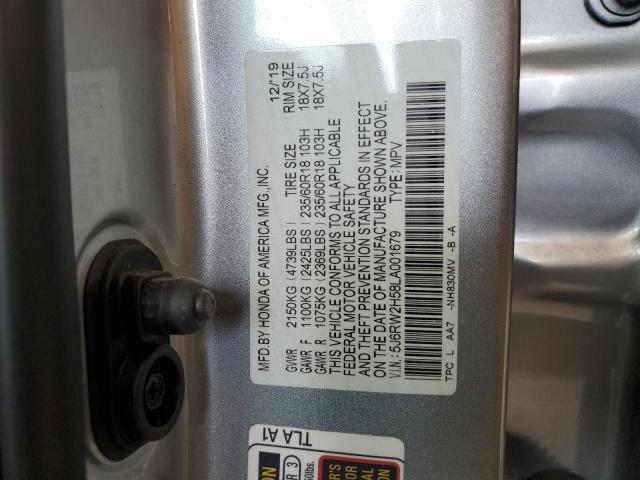 MFD.BY HONDA OF AMERICA MFG.,INC. 12/'19
GVWR 2150KG (4739LBS) TIRE SIZE RIM SIZE
GAWR F 1100KG (2425LBS) 235/60R18 103H 18X7.5J
GAWR R 1075KG (2369LBS) 235/60R18 103H 18X7.5J
THIS VEHICLE CONFORMS TO ALL APPLICABLE
FEDERAL MOTOR VEHICLE SAFETY
AND THEFT PREVENTION STANDARDS IN EFFECT
ON THE DATE OF MANUFACTURE SHOWN ABOVE.
V.I.N.: 5J6RW2H58LA001679 TYPE: MPV
TPC L AA7 -NH830MV -B -A
TLA A1